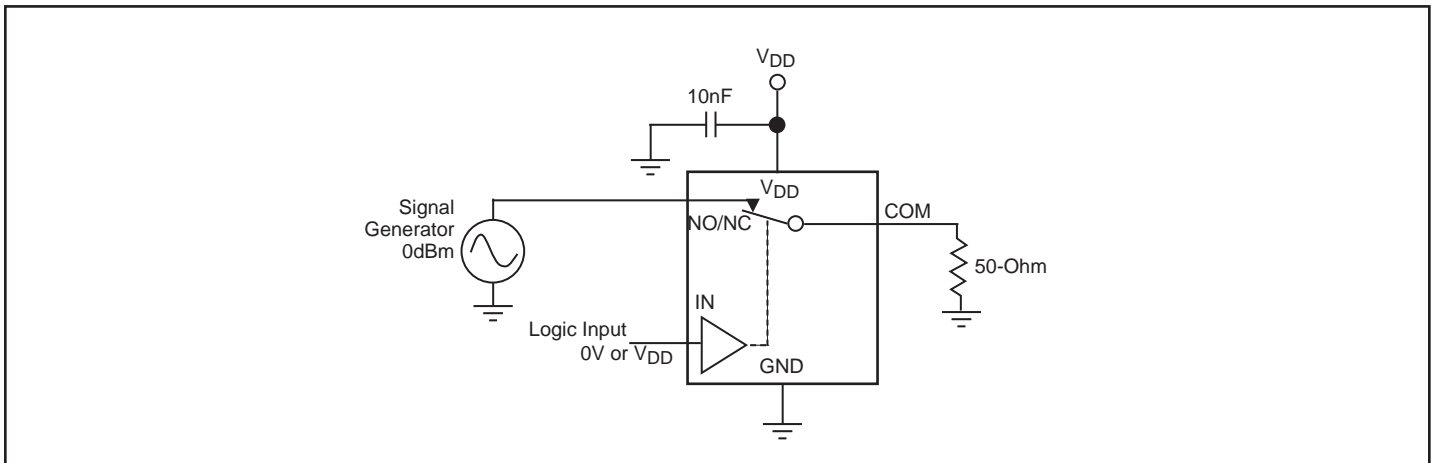 VDD
10nF
VDD
Signal
Generator
0dBm
NO/NC
COM
50-Ohm
IN
Logic Input
0V or VDD
GND